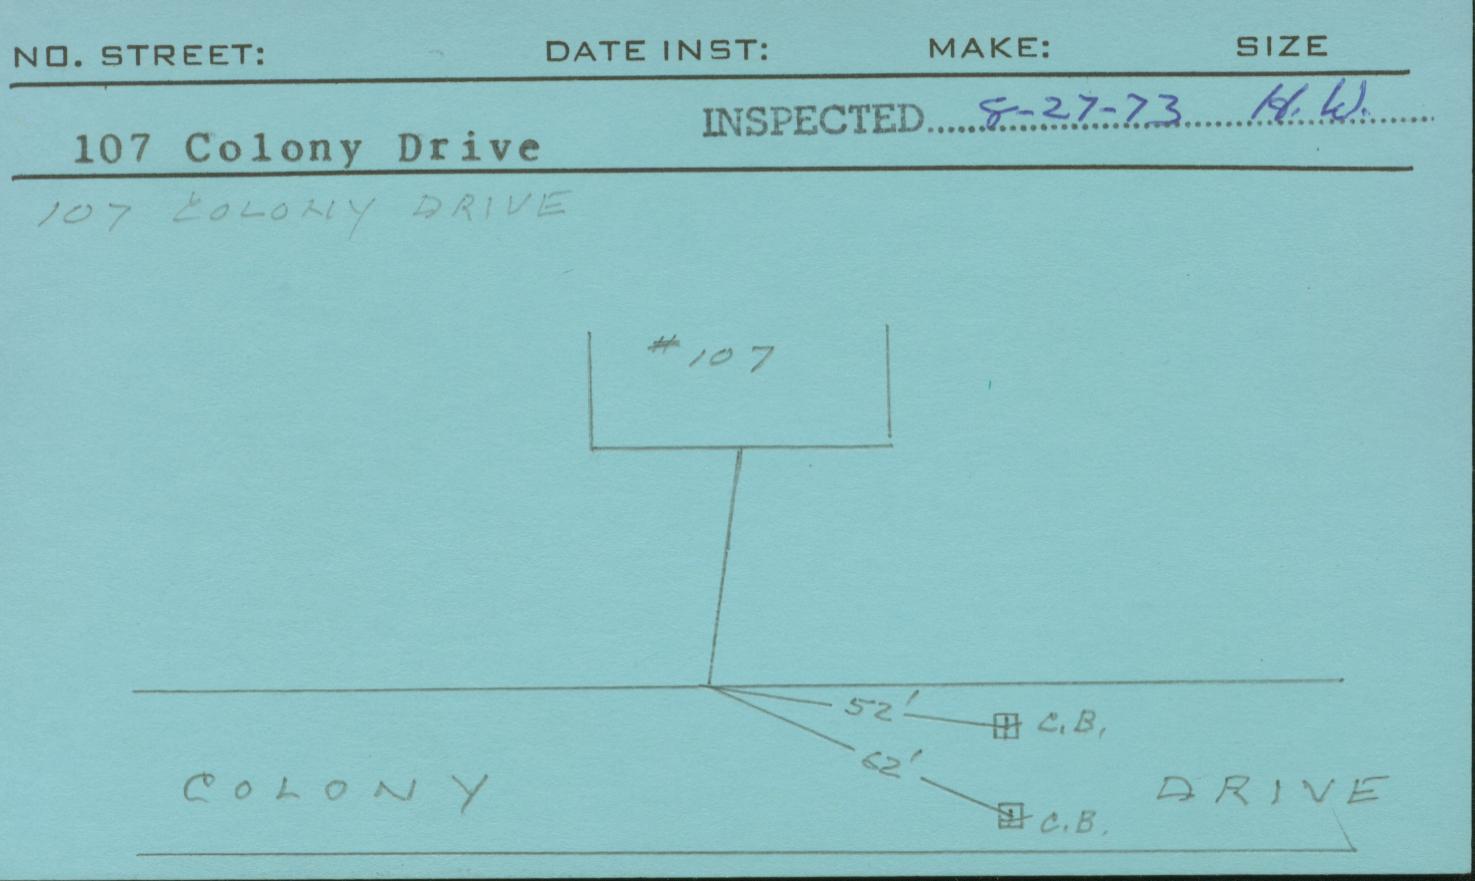 NO. STREET: DATE INST: MAKE: SIZE
INSPECTED 8-27-73 H.W.
107 Colony Drive
107 COLONY DRIVE
#107
52'
C.B.
62'
COLONY DRIVE
C.B.